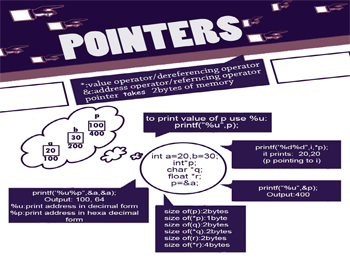 POINTERS
*:value operator/dereferencing operator
&:address operator/referncing operator
pointer takes 2bytes of memory
to print value of p use %u:
printf("%u",p);
p
100
400
b
30
200
a
20
100
int a=20,b=30;
int*p;
char *q;
float *r;
p=&a;
printf("%d%d",i,*p);
it prints 20,20
(p pointing to i)
printf("%u%p",&a,&a);
Output: 100, 64
%u:print address in decimal form
%p:print address in hexa decimal
form
printf("%u",&p);
Output:400
size of(p):2bytes
size of(*p):1byte
size of(q):2bytes
size of(*q):2bytes
size of(r):2bytes
size of(*r):4bytes